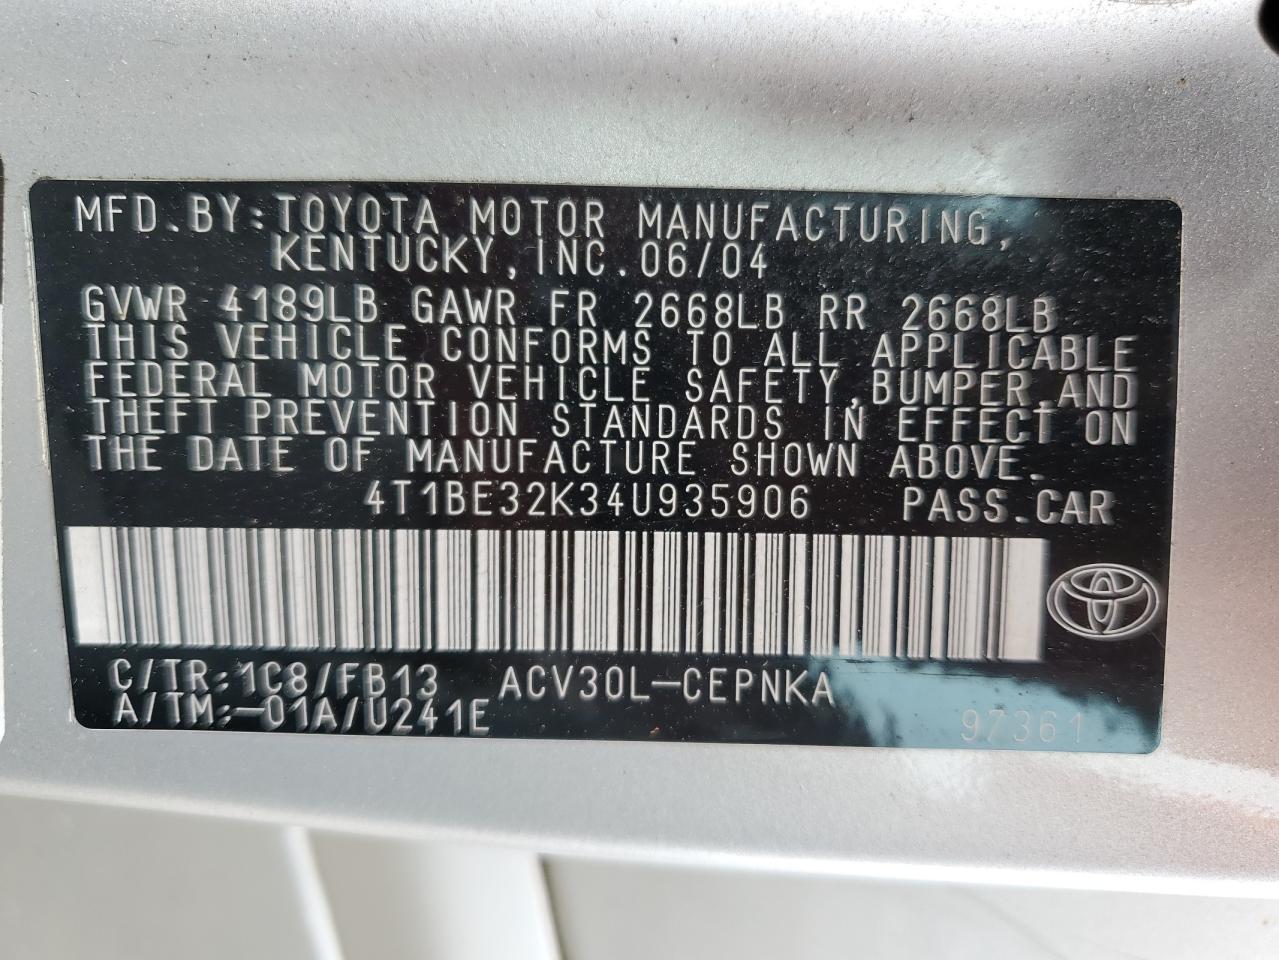 MFD.BY:TOYOTA MOTOR MANUFACTURING,
KENTUCKY,INC.06/04
GVWR 4189LB GAWR FR 2668LB RR 2668LB
THIS VEHICLE CONFORMS TO ALL APPLICABLE
FEDERAL MOTOR VEHICLE SAFETY,BUMPER,AND
THEFT PREVENTION STANDARDS IN EFFECT ON
THE DATE OF MANUFACTURE SHOWN ABOVE.
4T1BE32K34U935906 PASS.CAR
C/TR:1C8/FB13 ACV30L-CEPNKA
A/TM:-01A/U241E 97361